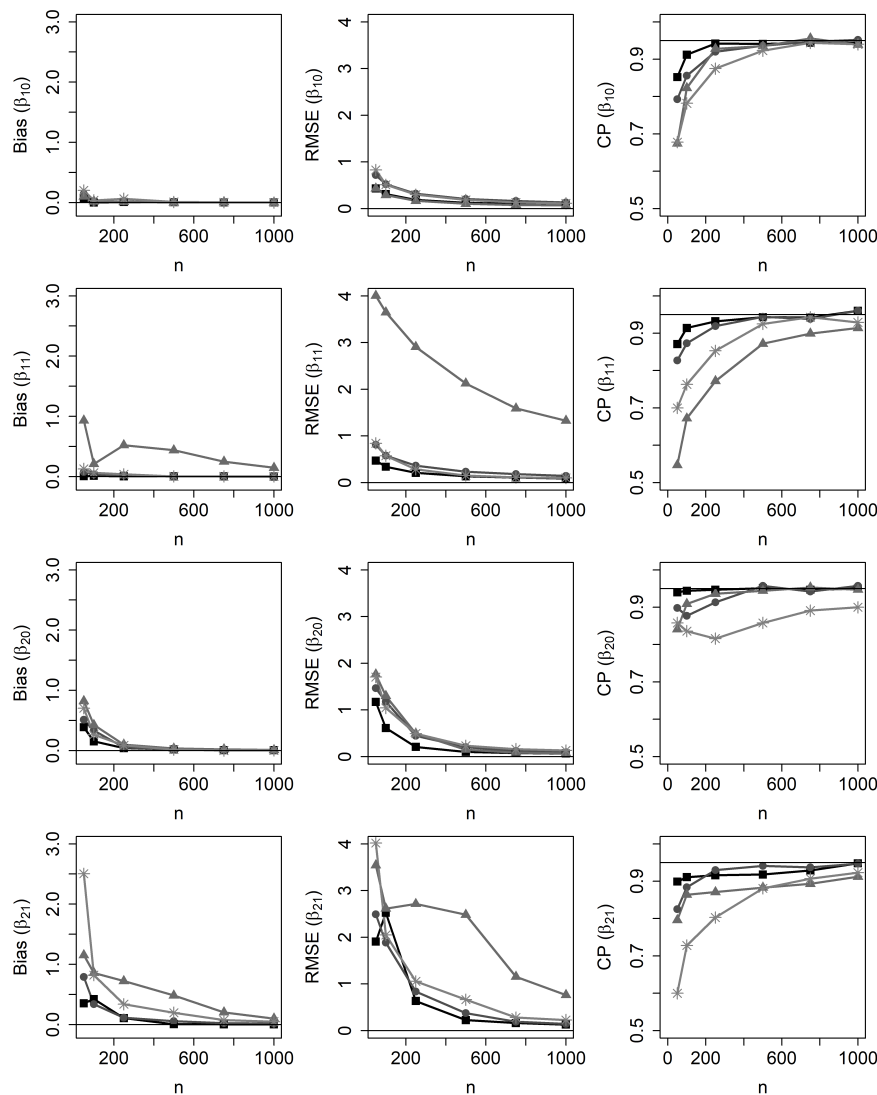 Bias (β10)
0.0 1.0 2.0 3.0
200 600 1000
n
RMSE (β10)
0 1 2 3 4
200 600 1000
n
CP (β10)
0.5 0.7 0.9
0 200 600 1000
n
Bias (β11)
0.0 1.0 2.0 3.0
200 600 1000
n
RMSE (β11)
0 1 2 3 4
200 600 1000
n
CP (β11)
0.5 0.7 0.9
0 200 600 1000
n
Bias (β20)
0.0 1.0 2.0 3.0
200 600 1000
n
RMSE (β20)
0 1 2 3 4
200 600 1000
n
CP (β20)
0.5 0.7 0.9
0 200 600 1000
n
Bias (β21)
0.0 1.0 2.0 3.0
200 600 1000
n
RMSE (β21)
0 1 2 3 4
200 600 1000
n
CP (β21)
0.5 0.7 0.9
0 200 600 1000
n